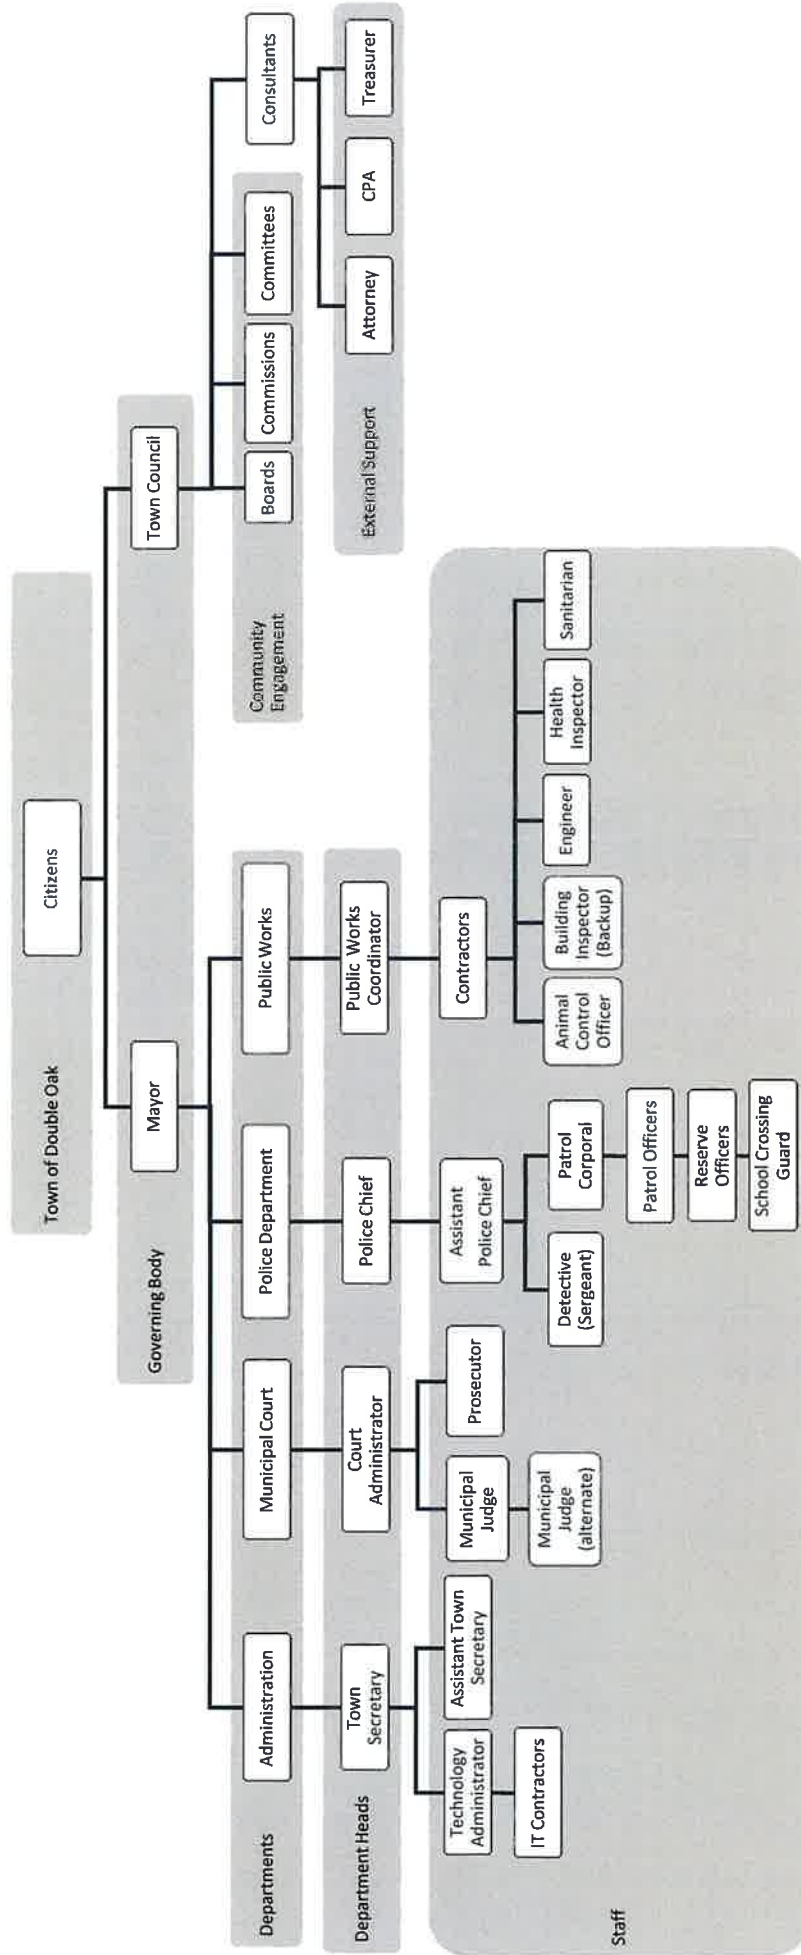 Town of Double Oak
Citizens
Governing Body
Mayor
Town Council
Departments
Administration
Municipal Court
Police Department
Public Works
Community
Engagement
Boards
Commissions
Committees
Consultants
Department Heads
Town
Secretary
Court
Administrator
Police Chief
Public Works
Coordinator
External Support
Attorney
CPA
Treasurer
Staff
Technology
Administrator
Assistant Town
Secretary
Municipal
Judge
Prosecutor
Assistant
Police Chief
Contractors
IT Contractors
Municipal
Judge
(alternate)
Detective
(Sergeant)
Patrol
Corporal
Animal
Control
Officer
Building
Inspector
(Backup)
Engineer
Health
Inspector
Sanitarian
Patrol Officers
Reserve
Officers
School Crossing
Guard